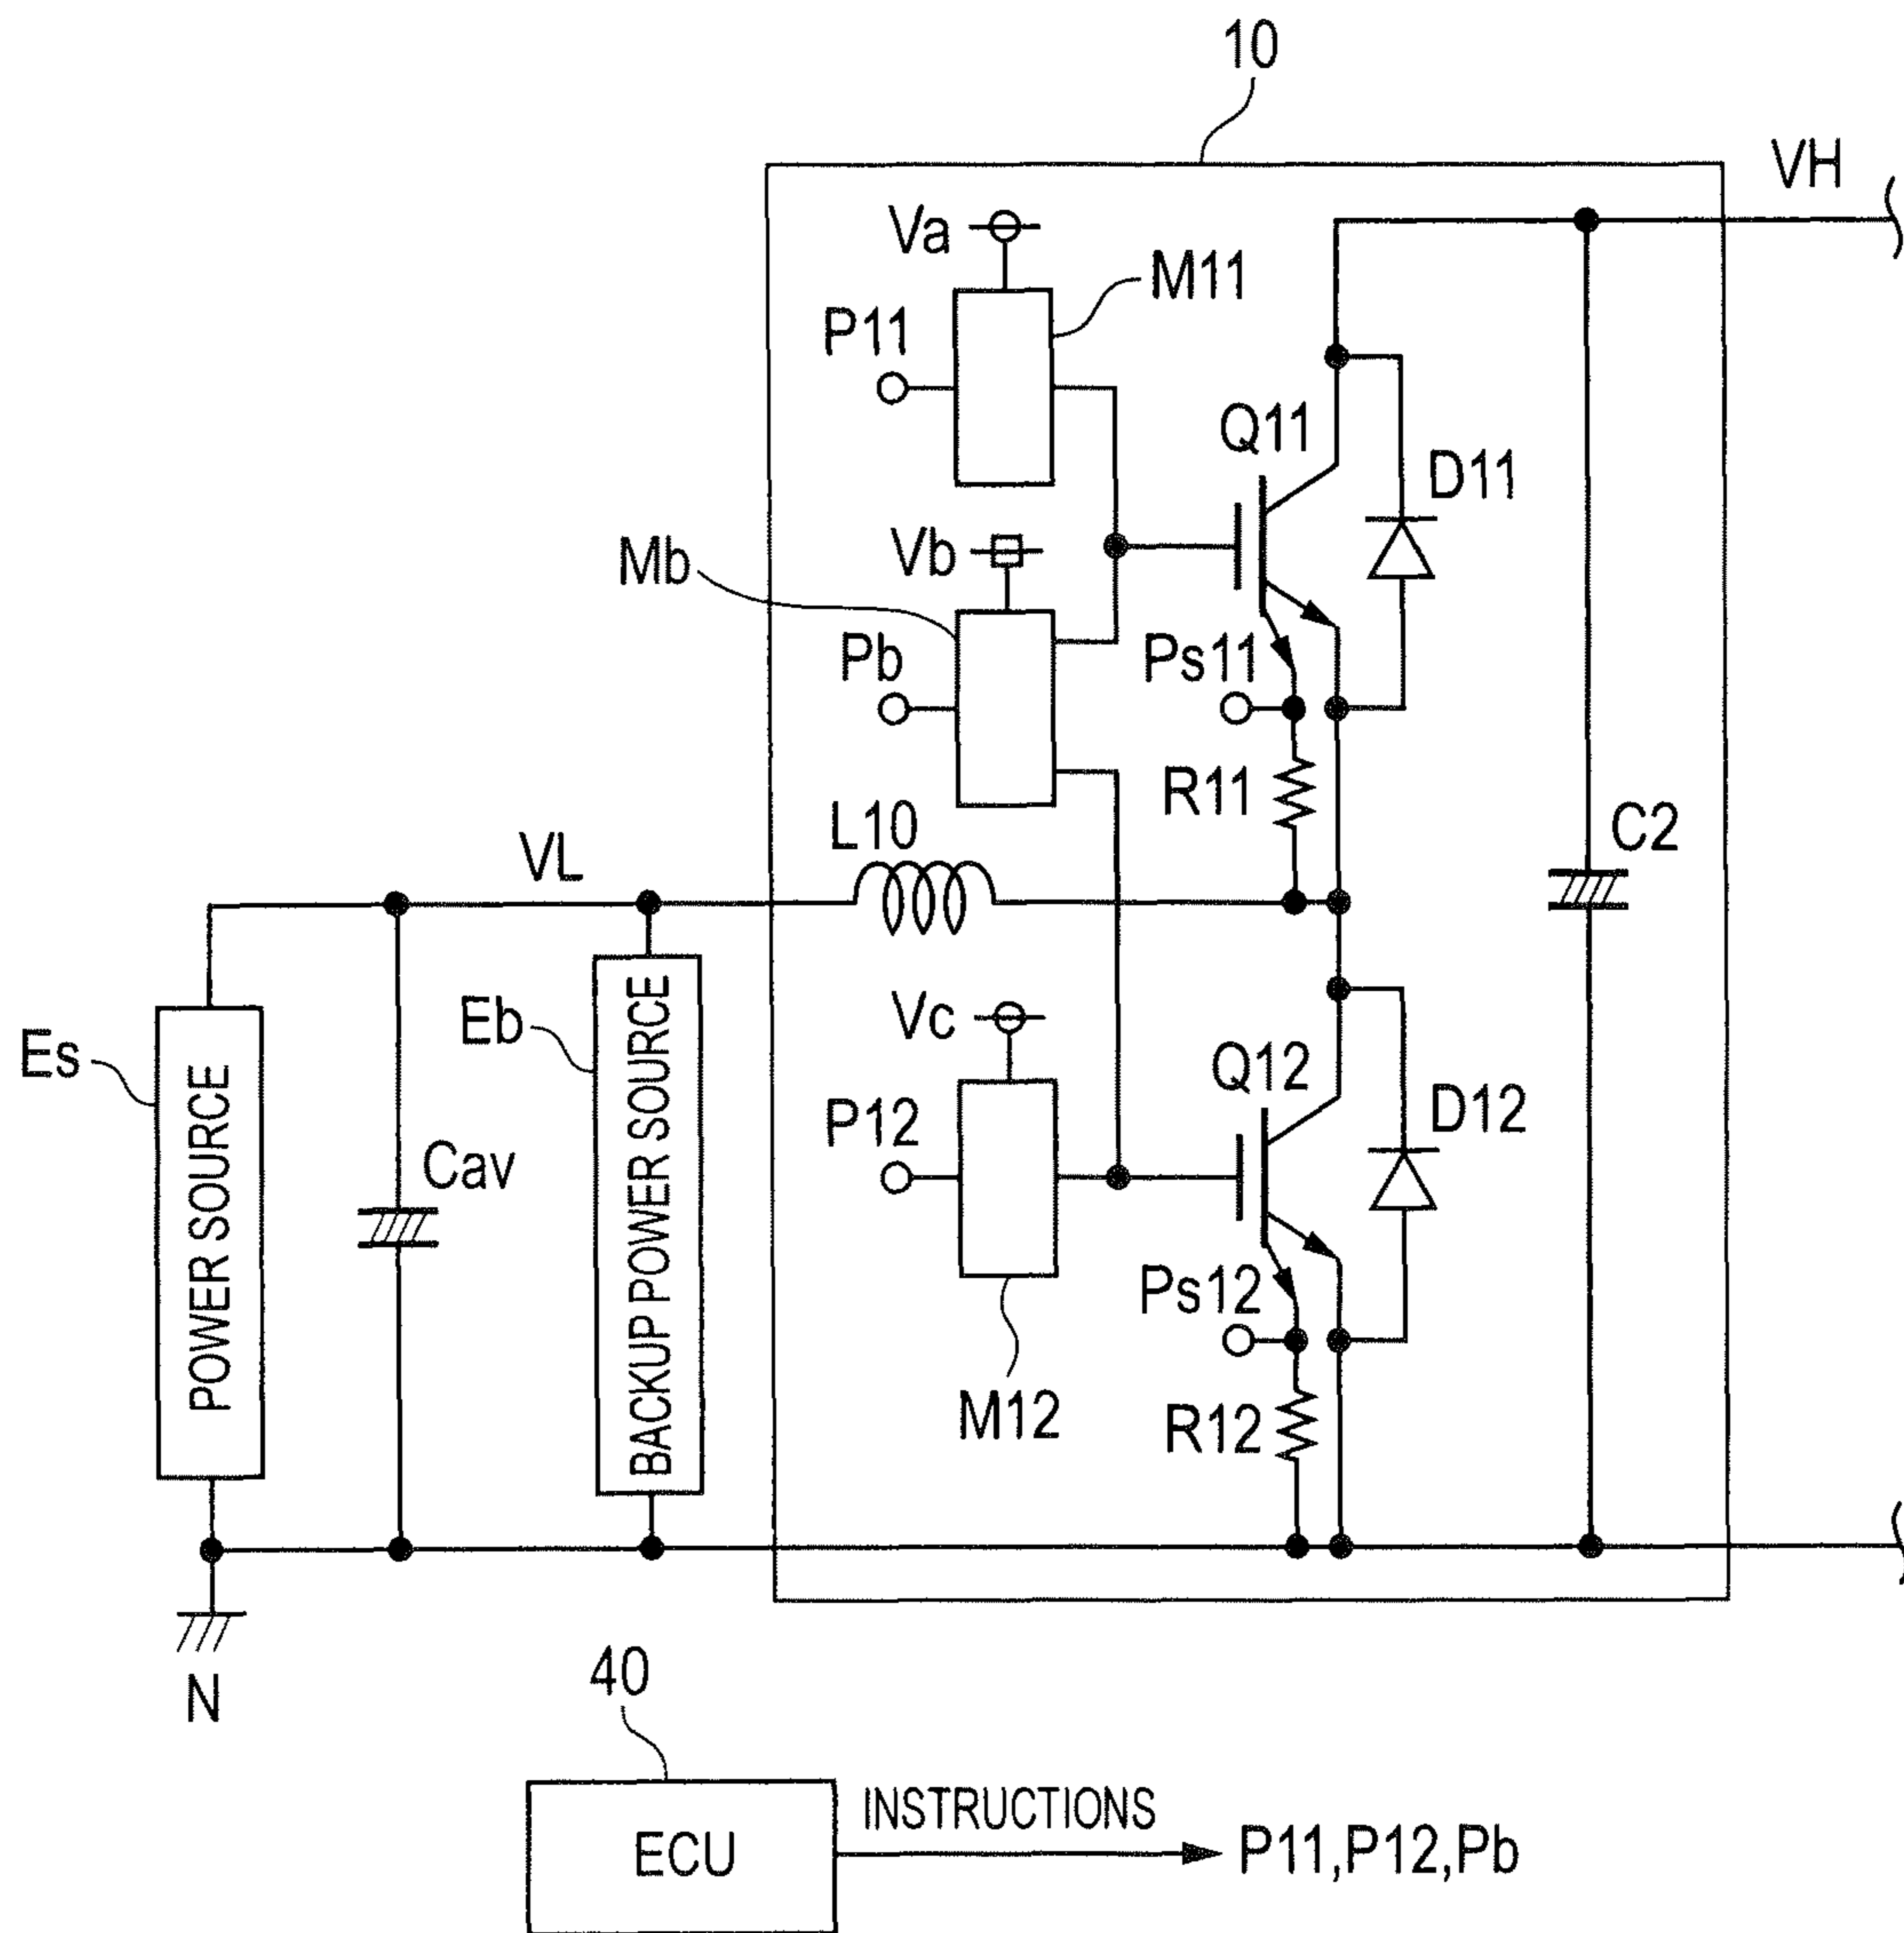 10
VH
Va
M11
P11
Q11
D11
Vb
Mb
Pb
Ps11
R11
L10
C2
VL
Es
POWER SOURCE
Cav
Eb
BACKUP POWER SOURCE
Vc
Q12
D12
P12
Ps12
M12
R12
N
40
ECU
INSTRUCTIONS
P11,P12,Pb